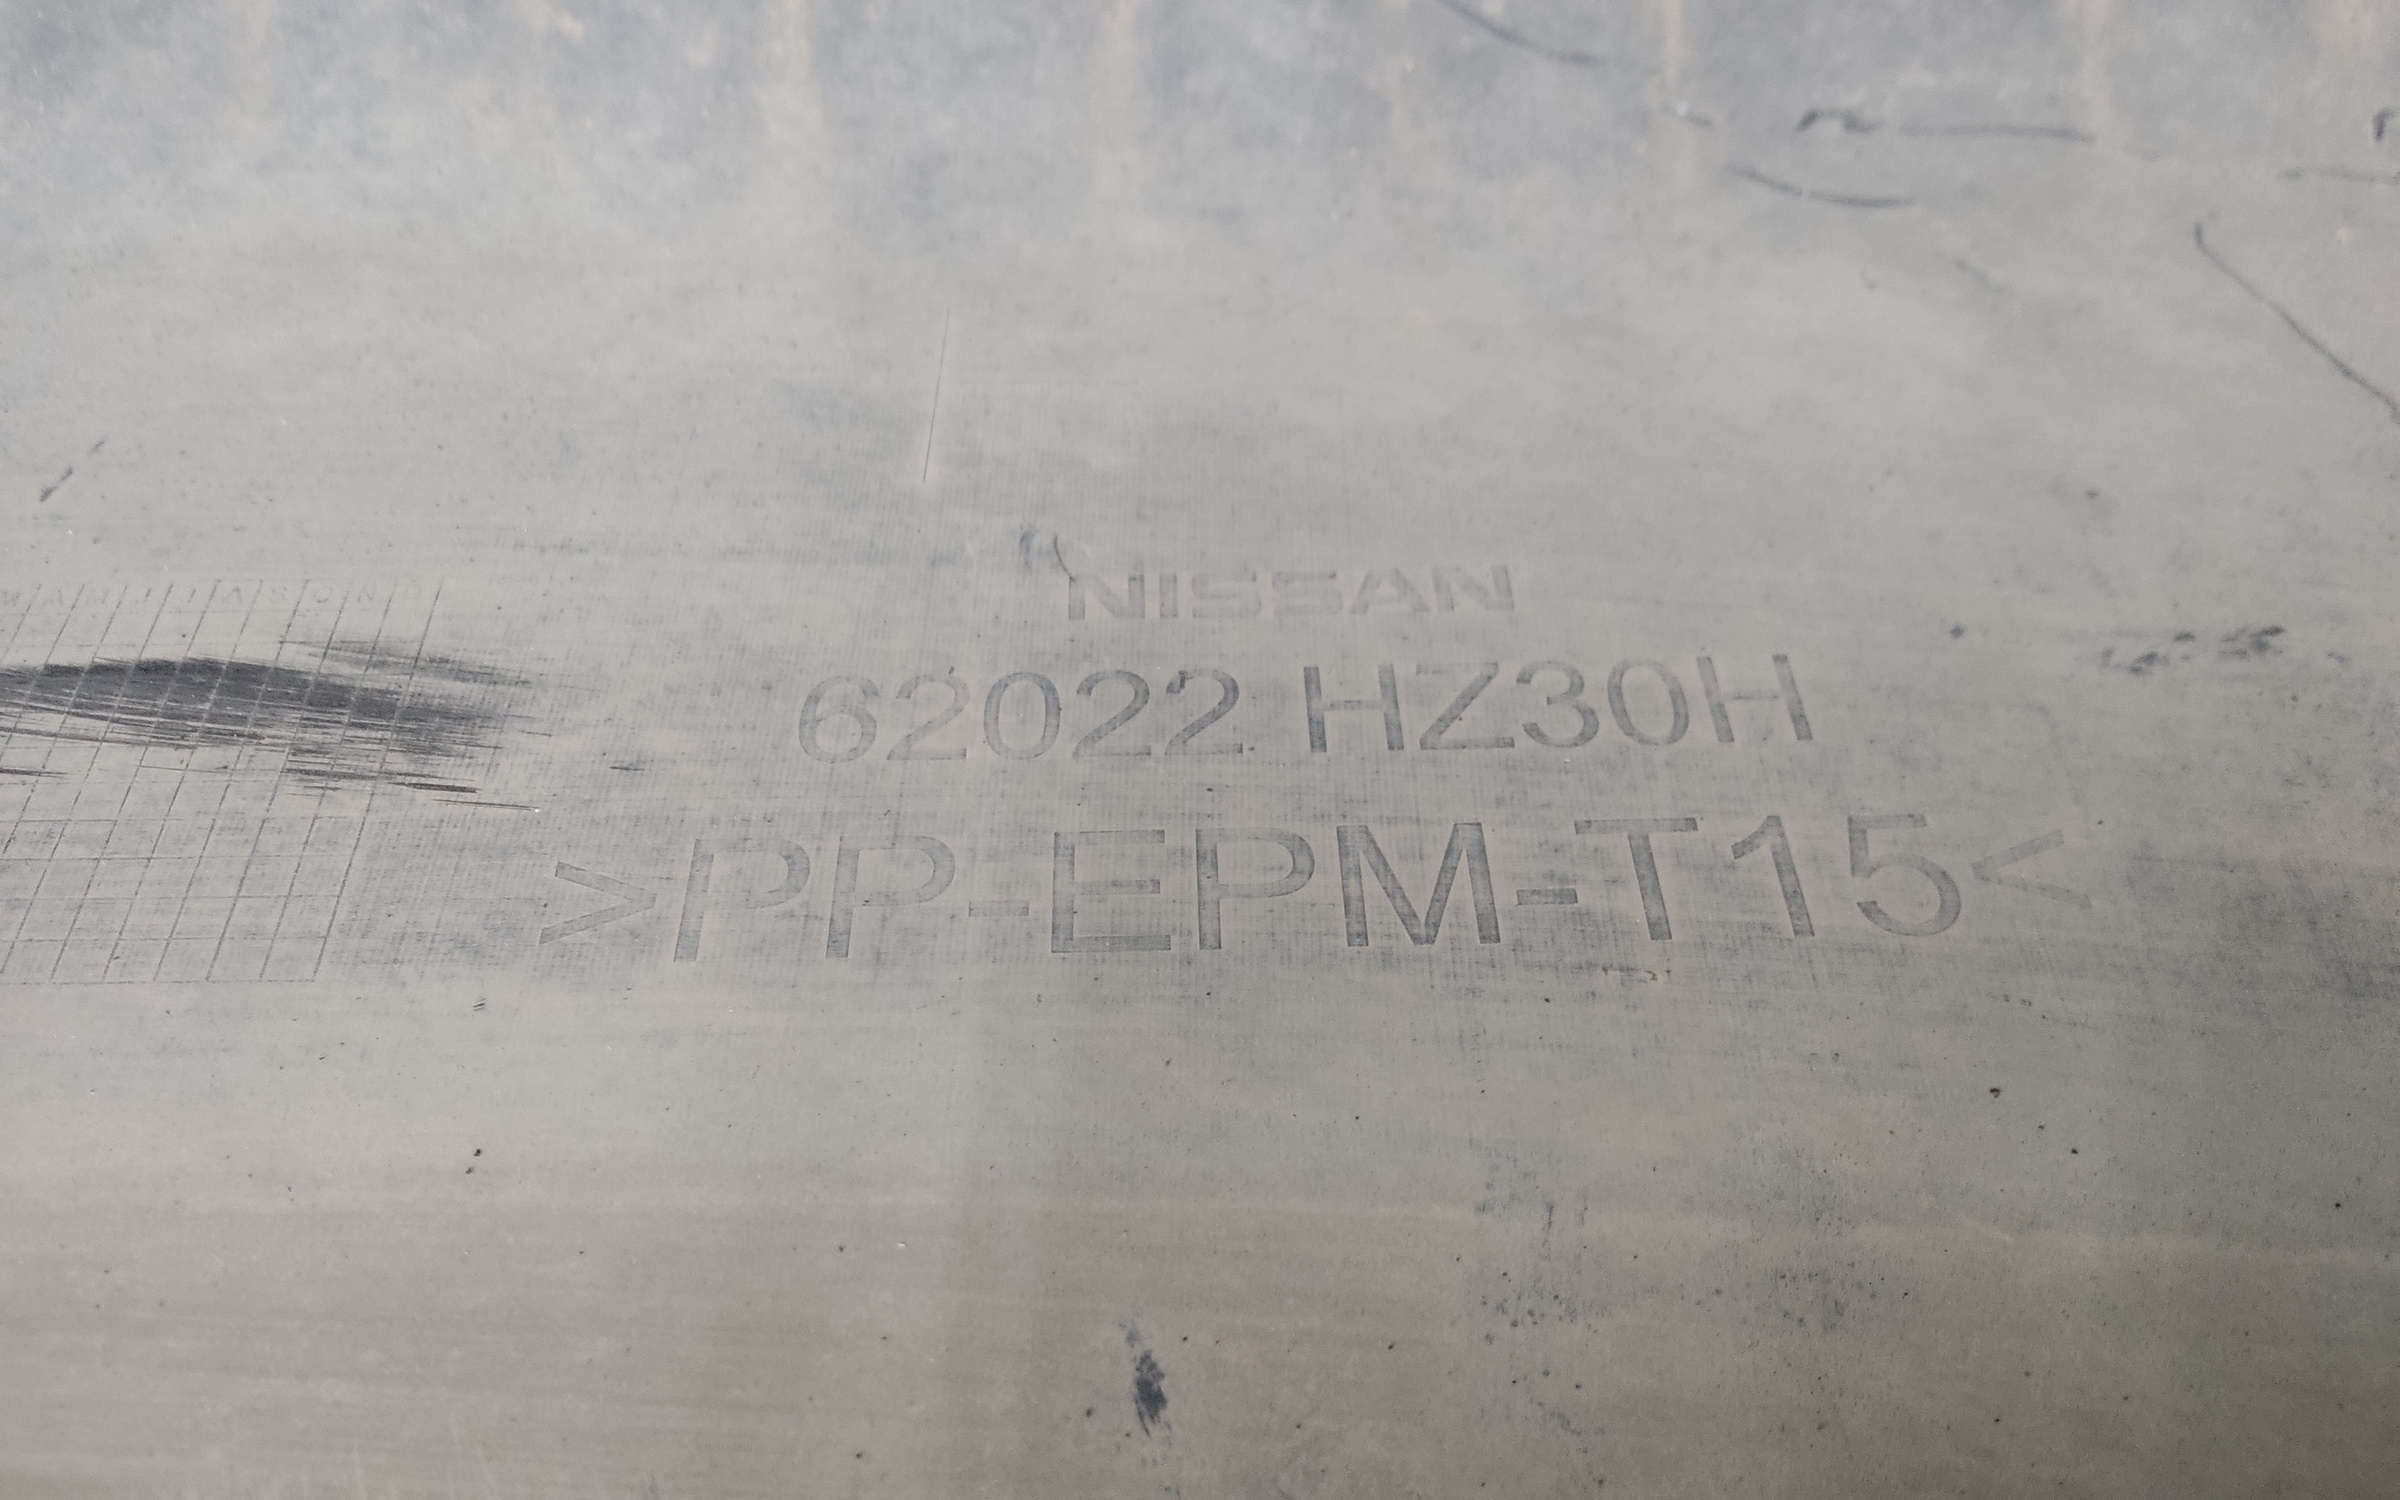 M A M J J A S O N D
NISSAN
62022 HZ30H
>PP-EPM-T15<